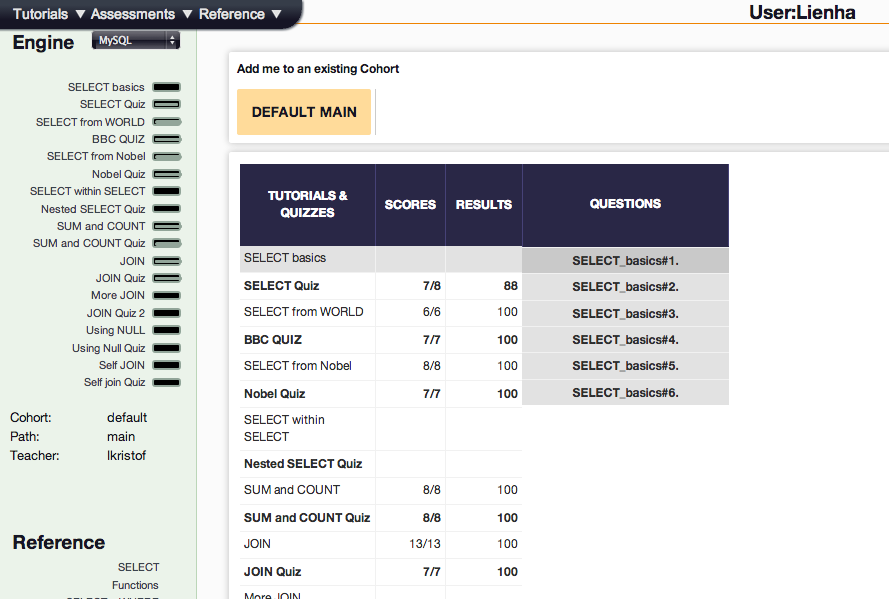 Tutorials ▼ Assessments ▼ Reference ▼
User:Lienha
Engine MySQL
SELECT basics
SELECT Quiz
SELECT from WORLD
BBC QUIZ
SELECT from Nobel
Nobel Quiz
SELECT within SELECT
Nested SELECT Quiz
SUM and COUNT
SUM and COUNT Quiz
JOIN
JOIN Quiz
More JOIN
JOIN Quiz 2
Using NULL
Using Null Quiz
Self JOIN
Self join Quiz
Cohort: default
Path: main
Teacher: lkristof
Reference
SELECT
Functions
Add me to an existing Cohort
DEFAULT MAIN
TUTORIALS & QUIZZES SCORES RESULTS QUESTIONS
SELECT basics SELECT_basics#1.
SELECT Quiz 7/8 88 SELECT_basics#2.
SELECT from WORLD 6/6 100 SELECT_basics#3.
BBC QUIZ 7/7 100 SELECT_basics#4.
SELECT from Nobel 8/8 100 SELECT_basics#5.
Nobel Quiz 7/7 100 SELECT_basics#6.
SELECT within
SELECT
Nested SELECT Quiz
SUM and COUNT 8/8 100
SUM and COUNT Quiz 8/8 100
JOIN 13/13 100
JOIN Quiz 7/7 100
More JOIN